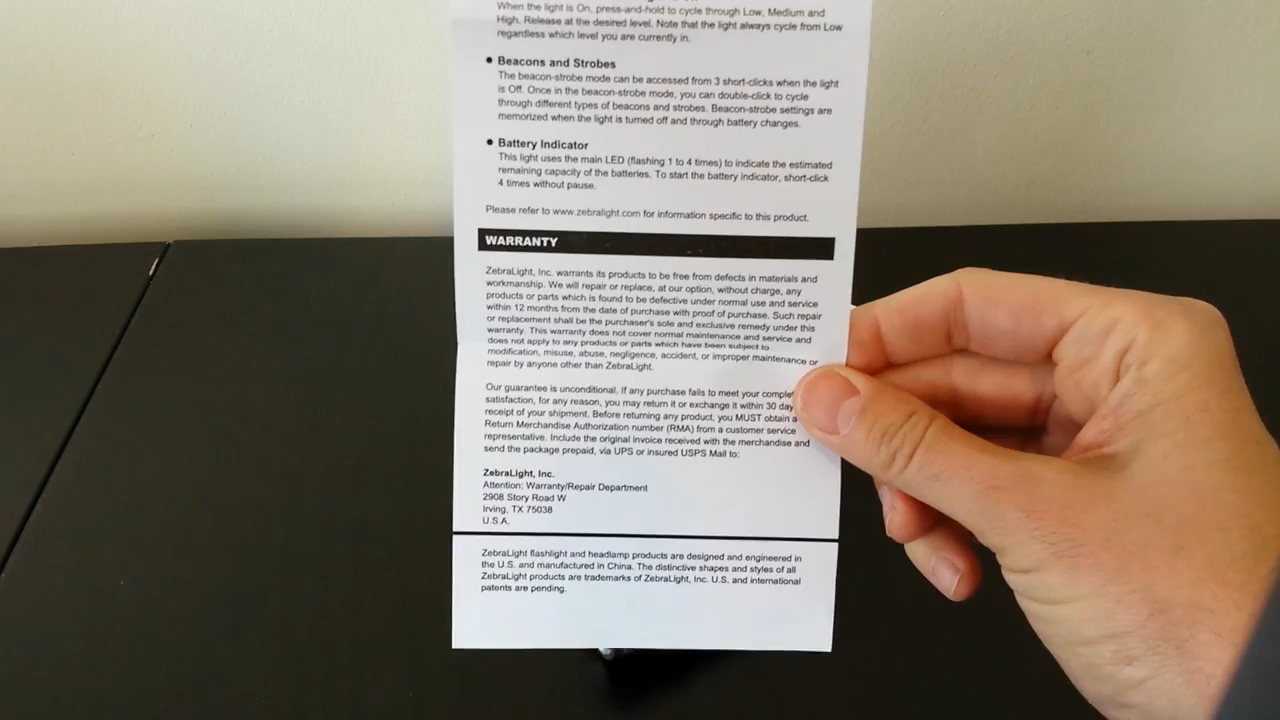 When the light is On, press-and-hold to cycle through Low, Medium and
High. Release at the desired level. Note that the light always cycle from Low
regardless which level you are currently in.
● Beacons and Strobes
The beacon-strobe mode can be accessed from 3 short-clicks when the light
is Off. Once in the beacon-strobe mode, you can double-click to cycle
through different types of beacons and strobes. Beacon-strobe settings are
memorized when the light is turned off and through battery changes.
● Battery Indicator
This light uses the main LED (flashing 1 to 4 times) to indicate the estimated
remaining capacity of the batteries. To start the battery indicator, short-click
4 times without pause.
Please refer to www.zebralight.com for information specific to this product.
WARRANTY
ZebraLight, Inc. warrants its products to be free from defects in materials and
workmanship. We will repair or replace, at our option, without charge, any
products or parts which is found to be defective under normal use and service
within 12 months from the date of purchase with proof of purchase. Such repair
or replacement shall be the purchaser's sole and exclusive remedy under this
warranty. This warranty does not cover normal maintenance and service and
does not apply to any products or parts which have been subject to
modification, misuse, abuse, negligence, accident, or improper maintenance or
repair by anyone other than ZebraLight.
Our guarantee is unconditional. If any purchase fails to meet your complet
satisfaction, for any reason, you may return it or exchange it within 30 day
receipt of your shipment. Before returning any product, you MUST obtain a
Return Merchandise Authorization number (RMA) from a customer service
representative. Include the original invoice received with the merchandise and
send the package prepaid, via UPS or insured USPS Mail to:
ZebraLight, Inc.
Attention: Warranty/Repair Department
2908 Story Road W
Irving, TX 75038
U.S.A.
ZebraLight flashlight and headlamp products are designed and engineered in
the U.S. and manufactured in China. The distinctive shapes and styles of all
ZebraLight products are trademarks of ZebraLight, Inc. U.S. and international
patents are pending.